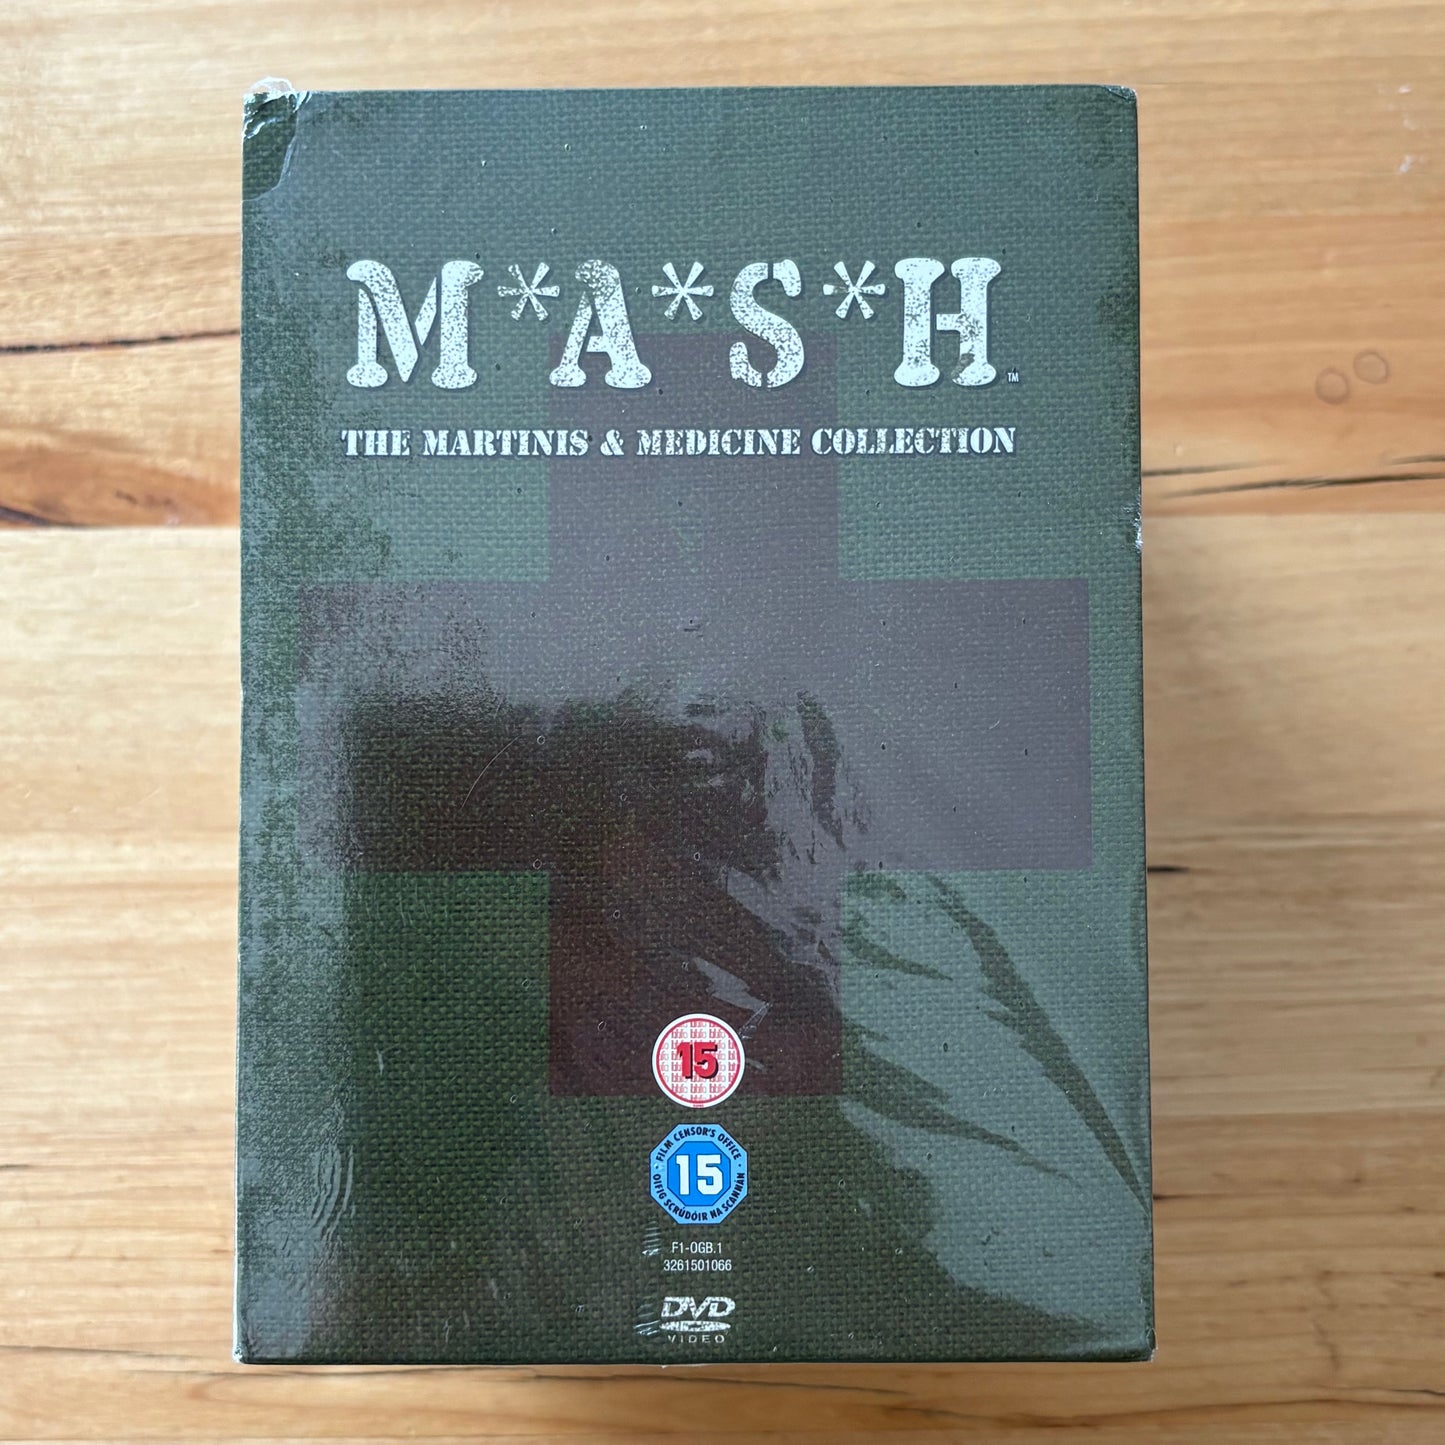 M*A*S*H™
THE MARTINIS & MEDICINE COLLECTION
15
FILM CENSOR'S OFFICE
15
OIFIG SCRÚDÓIR NA SCANNÁN
F1-OGB.1
3261501066
DVD
VIDEO